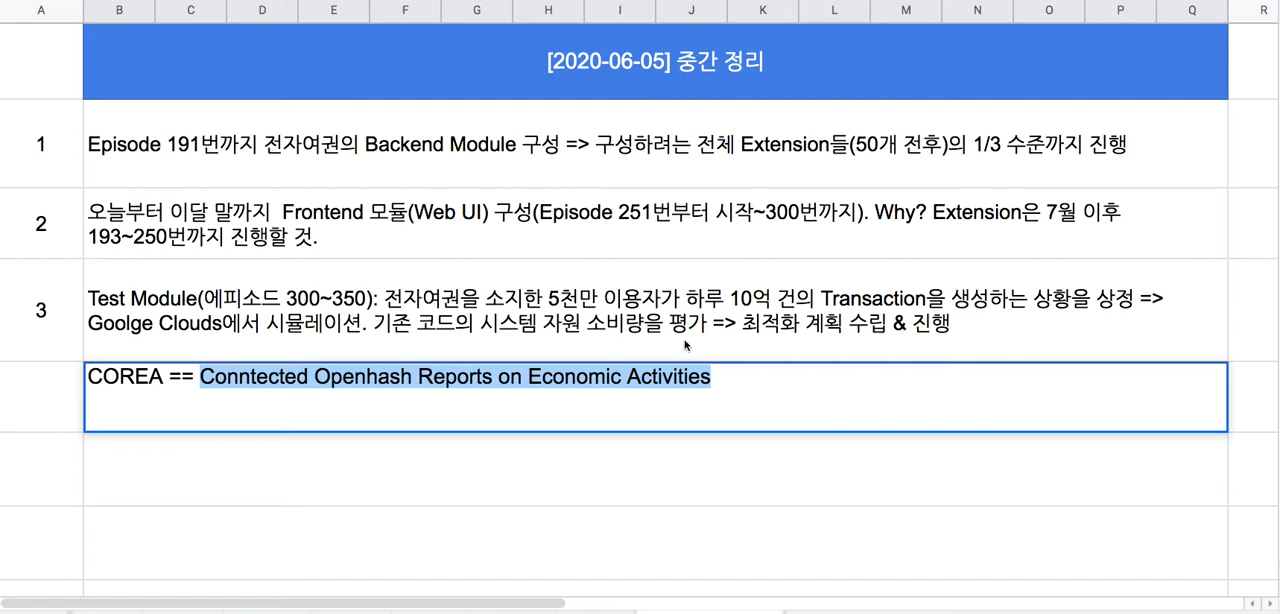 A B C D E F G H I J K L M N O P Q R
[2020-06-05] 중간 정리
1 Episode 191번까지 전자여권의 Backend Module 구성 => 구성하려는 전체 Extension들(50개 전후)의 1/3 수준까지 진행
2 오늘부터 이달 말까지  Frontend 모듈(Web UI) 구성(Episode 251번부터 시작~300번까지). Why? Extension은 7월 이후
193~250번까지 진행할 것.
3 Test Module(에피소드 300~350): 전자여권을 소지한 5천만 이용자가 하루 10억 건의 Transaction을 생성하는 상황을 상정 =>
Goolge Clouds에서 시뮬레이션. 기존 코드의 시스템 자원 소비량을 평가 => 최적화 계획 수립 & 진행
COREA == Conntected Openhash Reports on Economic Activities